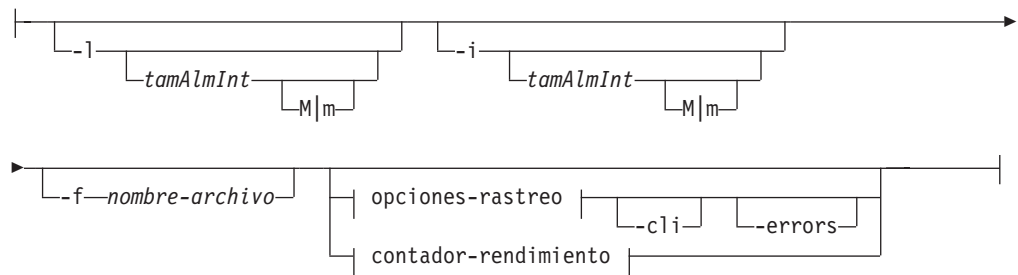 -l -i
tamAlmInt tamAlmInt
M|m M|m
-f nombre-archivo opciones-rastreo -cli -errors
contador-rendimiento